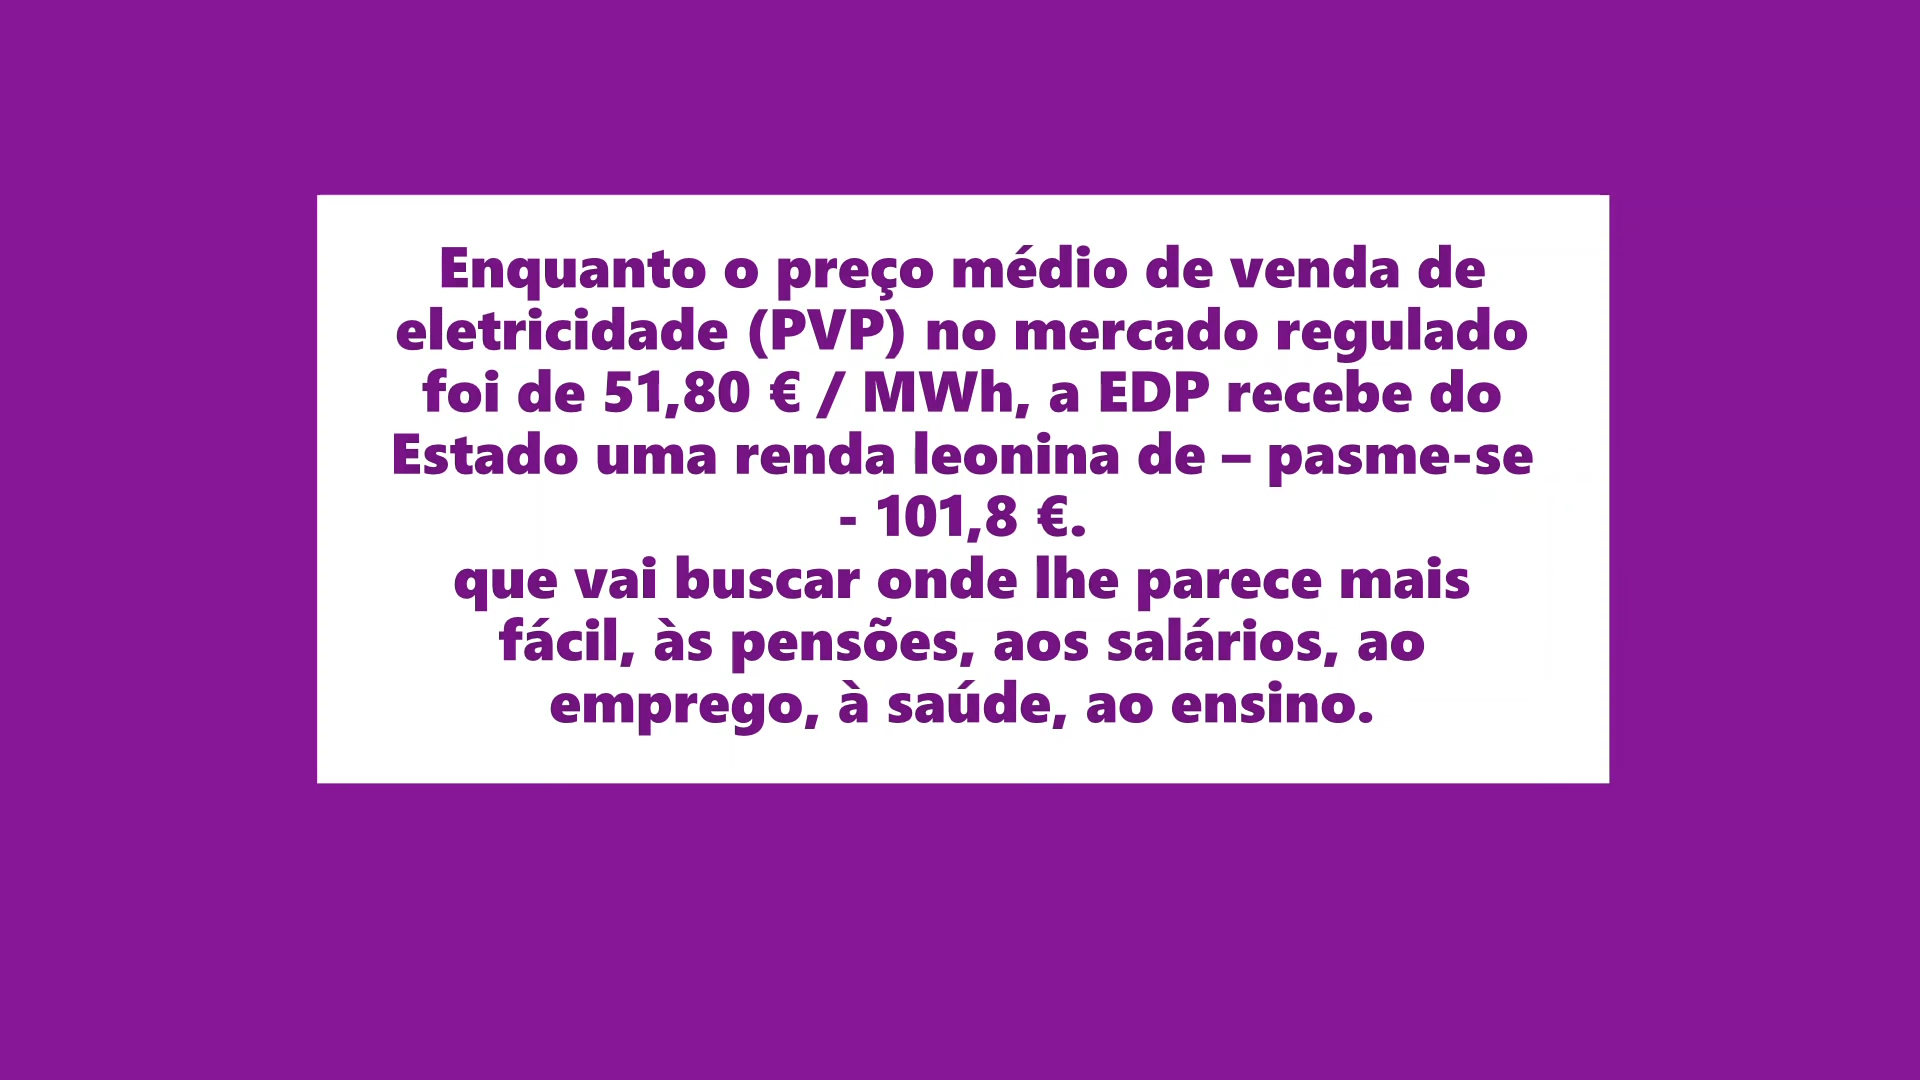 Enquanto o preço médio de venda de
eletricidade (PVP) no mercado regulado
foi de 51,80 € / MWh, a EDP recebe do
Estado uma renda leonina de – pasme-se
- 101,8 €.
que vai buscar onde lhe parece mais
fácil, às pensões, aos salários, ao
emprego, à saúde, ao ensino.